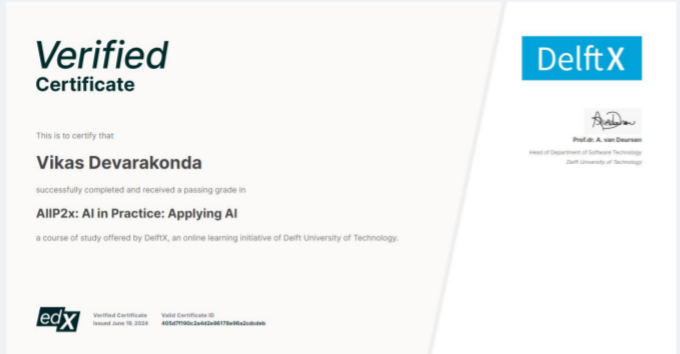 Verified
Certificate
DelftX
Prof.dr. A. van Deursen
Head of Department of Software Technology
Delft University of Technology
This is to certify that
Vikas Devarakonda
successfully completed and received a passing grade in
AIIP2x: AI in Practice: Applying AI
a course of study offered by DelftX, an online learning initiative of Delft University of Technology.
edX
Verified Certificate
Issued June 19, 2024
Valid Certificate ID